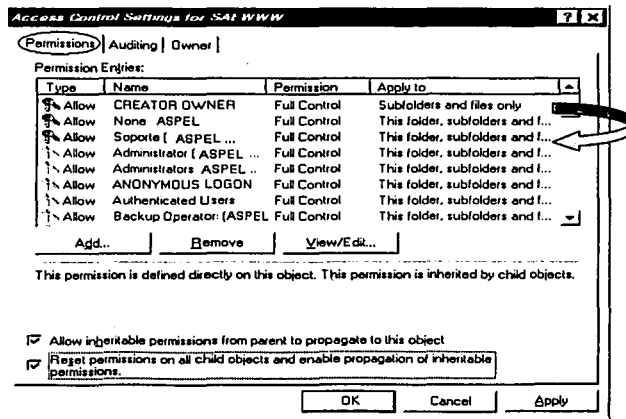 Access Control Settings for SAt WWW
Permissions Auditing Owner
Permission Entries:
Type Name Permission Apply to
Allow CREATOR OWNER Full Control Subfolders and files only
Allow None ASPEL Full Control This folder, subfolders and f...
Allow Soporte ( ASPEL ... Full Control This folder, subfolders and f...
Allow Administrator ( ASPEL ... Full Control This folder, subfolders and f...
Allow Administrators ASPEL .. Full Control This folder, subfolders and f...
Allow ANONYMOUS LOGON Full Control This folder, subfolders and f...
Allow Authenticated Users Full Control This folder, subfolders and f...
Allow Backup Operator: (ASPEL Full Control This folder, subfolders and f...
Add... Remove View/Edit...
This permission is defined directly on this object. This permission is inherited by child objects.
Allow inheritable permissions from parent to propagate to this object
Reset permissions on all child objects and enable propagation of inheritable
permissions.
OK Cancel Apply